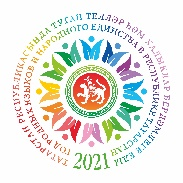 ТАТАРСТАН РЕСПУБЛИКАСЫНДА ТУГАН ТЕЛЛӘР ҺӘМ ХАЛЫКЛАР БЕРДӘМЛЕГЕ ЕЛЫ
ГОД РОДНЫХ ЯЗЫКОВ И НАРОДНОГО ЕДИНСТВА В РЕСПУБЛИКЕ ТАТАРСТАН
2021